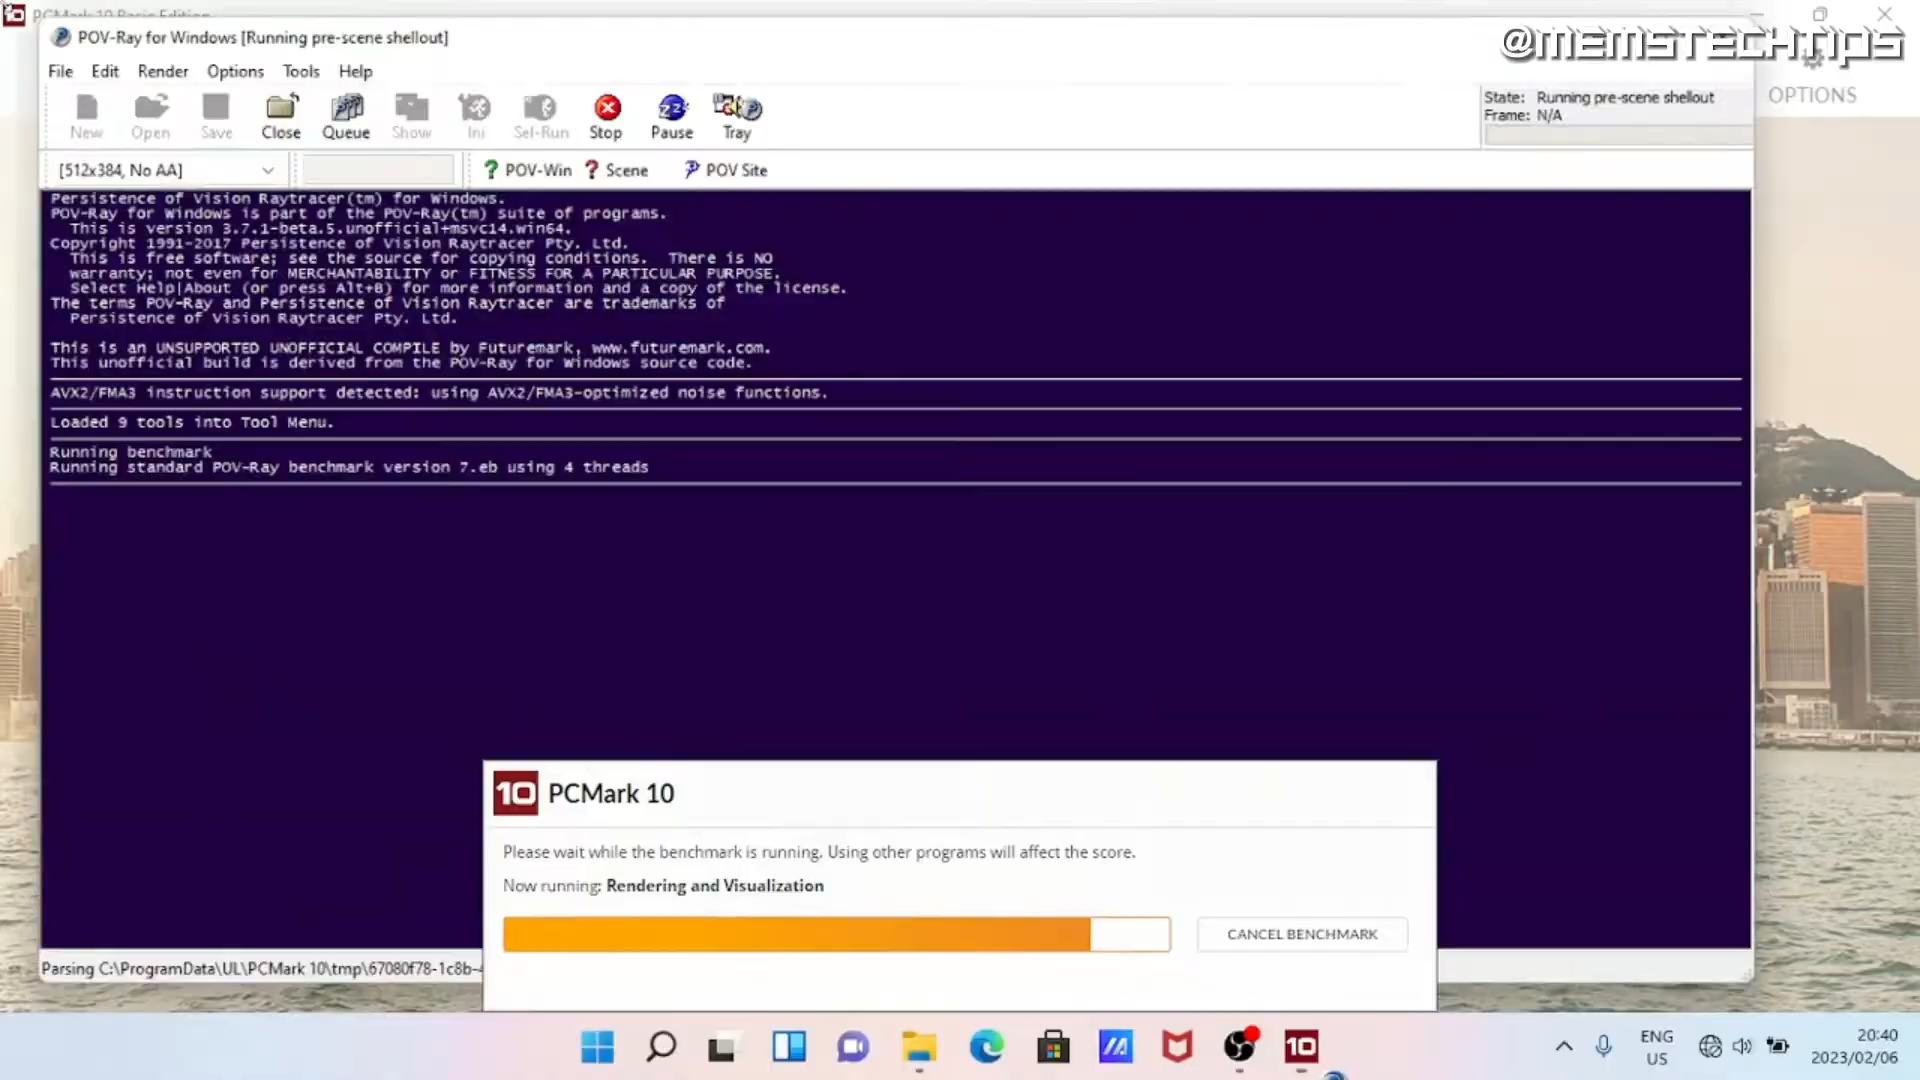 PCMark 10 Basic Edition
@MEMSTECHTIPS
POV-Ray for Windows [Running pre-scene shellout]
File Edit Render Options Tools Help
New Open Save Close Queue Show Ini Sel-Run Stop Pause Tray
State: Running pre-scene shellout
Frame: N/A
OPTIONS
[512x384, No AA]
? POV-Win ? Scene POV Site
Persistence of Vision Raytracer(tm) for Windows.
POV-Ray for Windows is part of the POV-Ray(tm) suite of programs.
This is version 3.7.1-beta.5.unofficial+msvc14.win64.
Copyright 1991-2017 Persistence of Vision Raytracer Pty. Ltd.
This is free software; see the source for copying conditions. There is NO
warranty; not even for MERCHANTABILITY or FITNESS FOR A PARTICULAR PURPOSE.
Select Help|About (or press Alt+B) for more information and a copy of the license.
The terms POV-Ray and Persistence of Vision Raytracer are trademarks of
Persistence of Vision Raytracer Pty. Ltd.
This is an UNSUPPORTED UNOFFICIAL COMPILE by Futuremark, www.futuremark.com.
This unofficial build is derived from the POV-Ray for Windows source code.
AVX2/FMA3 instruction support detected: using AVX2/FMA3-optimized noise functions.
Loaded 9 tools into Tool Menu.
Running benchmark
Running standard POV-Ray benchmark version 7.eb using 4 threads
10 PCMark 10
Please wait while the benchmark is running. Using other programs will affect the score.
Now running: Rendering and Visualization
CANCEL BENCHMARK
Parsing C:\ProgramData\UL\PCMark 10\tmp\67080f78-1c8b-
10
ENG
US
20:40
2023/02/06